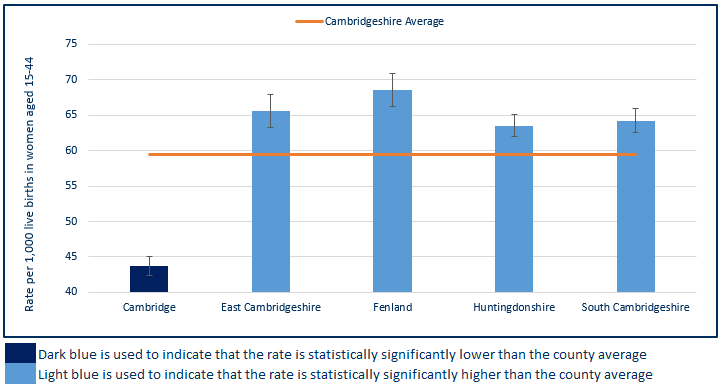 Cambridgeshire Average
Rate per 1,000 live births in women aged 15-44
75
70
65
60
55
50
45
40
Cambridge East Cambridgeshire Fenland Huntingdonshire South Cambridgeshire
Dark blue is used to indicate that the rate is statistically significantly lower than the county average
Light blue is used to indicate that the rate is statistically significantly higher than the county average